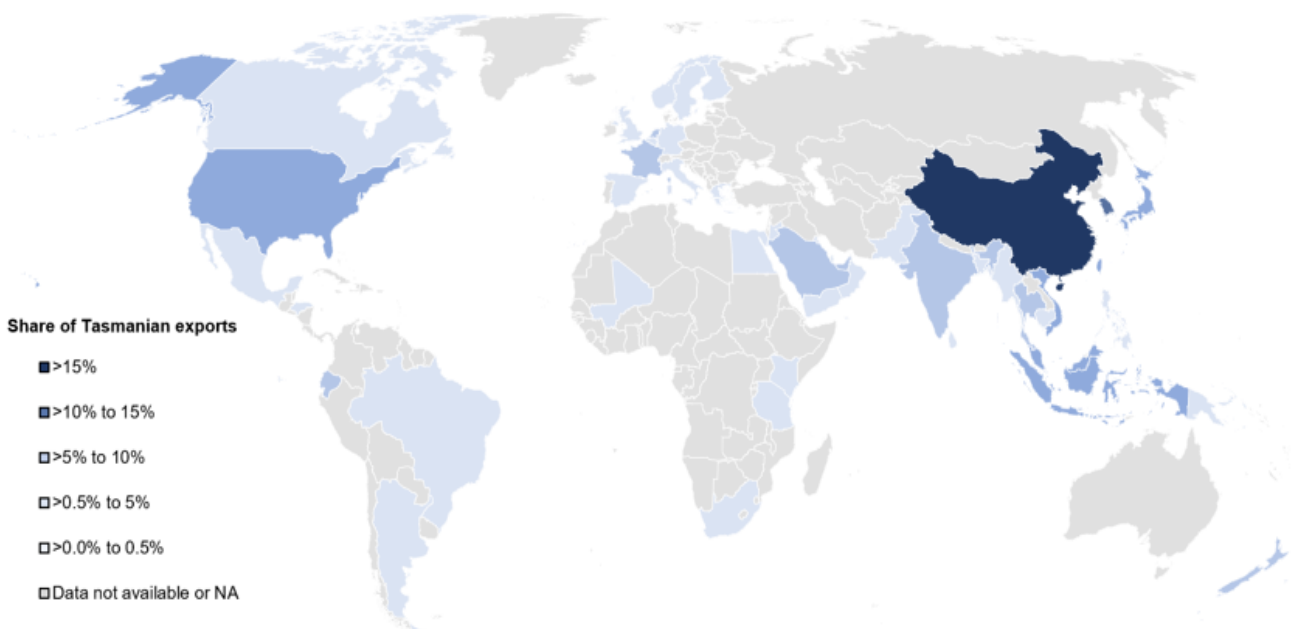 Share of Tasmanian exports
>15%
>10% to 15%
>5% to 10%
>0.5% to 5%
>0.0% to 0.5%
Data not available or NA